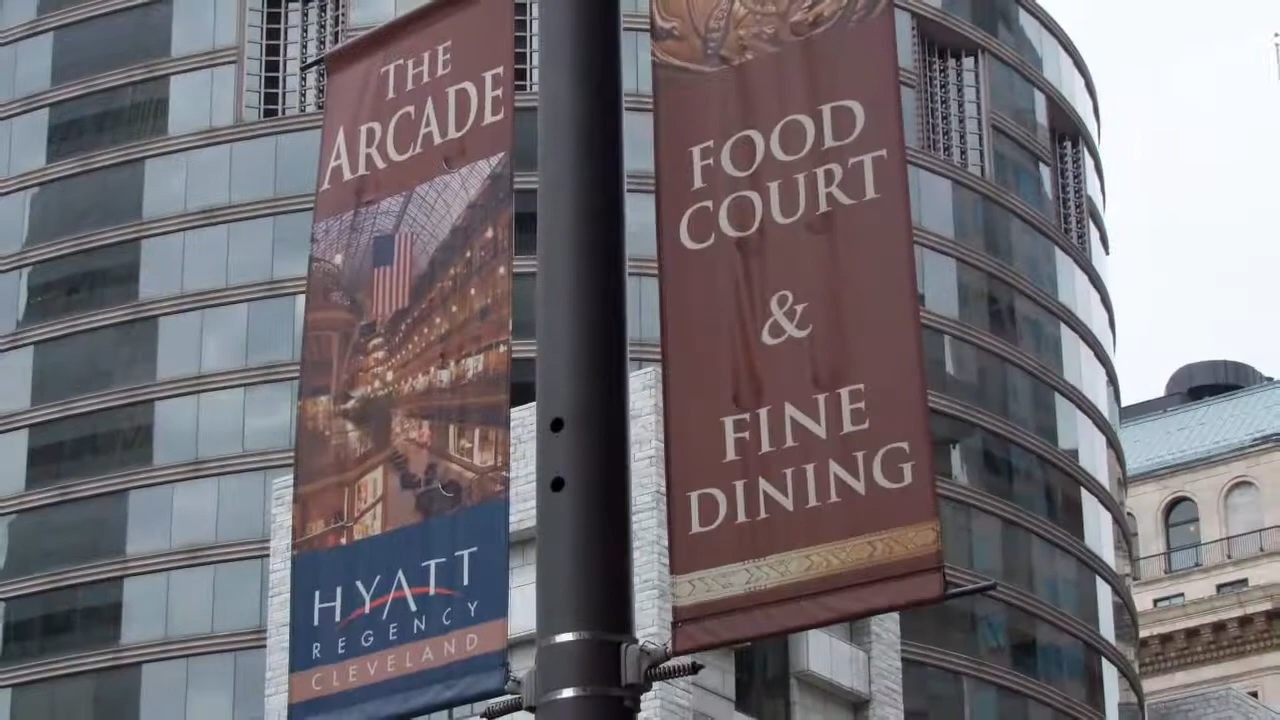 THE
ARCADE
HYATT
REGENCY
CLEVELAND
FOOD
COURT
&
FINE
DINING